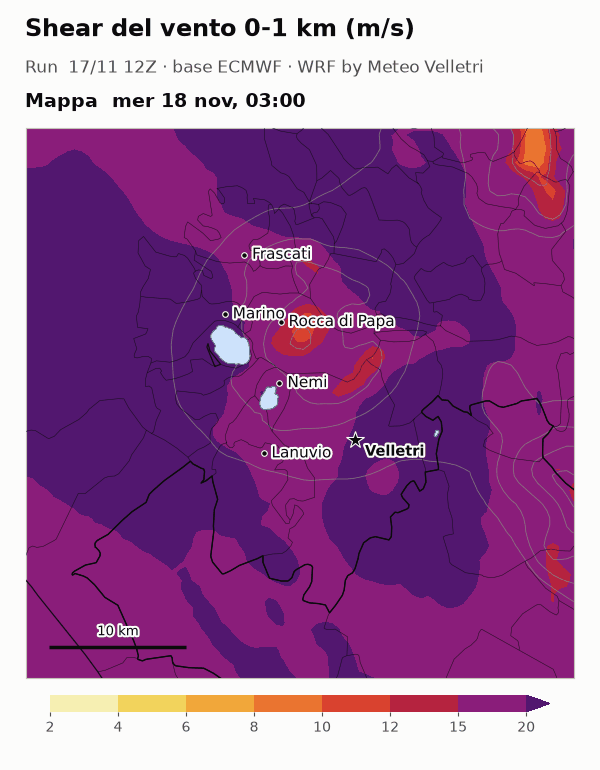 Shear del vento 0-1 km (m/s)
Run 17/11 12Z · base ECMWF · WRF by Meteo Velletri
Mappa mer 18 nov, 03:00
Frascati
Marino
Rocca di Papa
Nemi
Velletri
Lanuvio
10 km
2 4 6 8 10 12 15 20